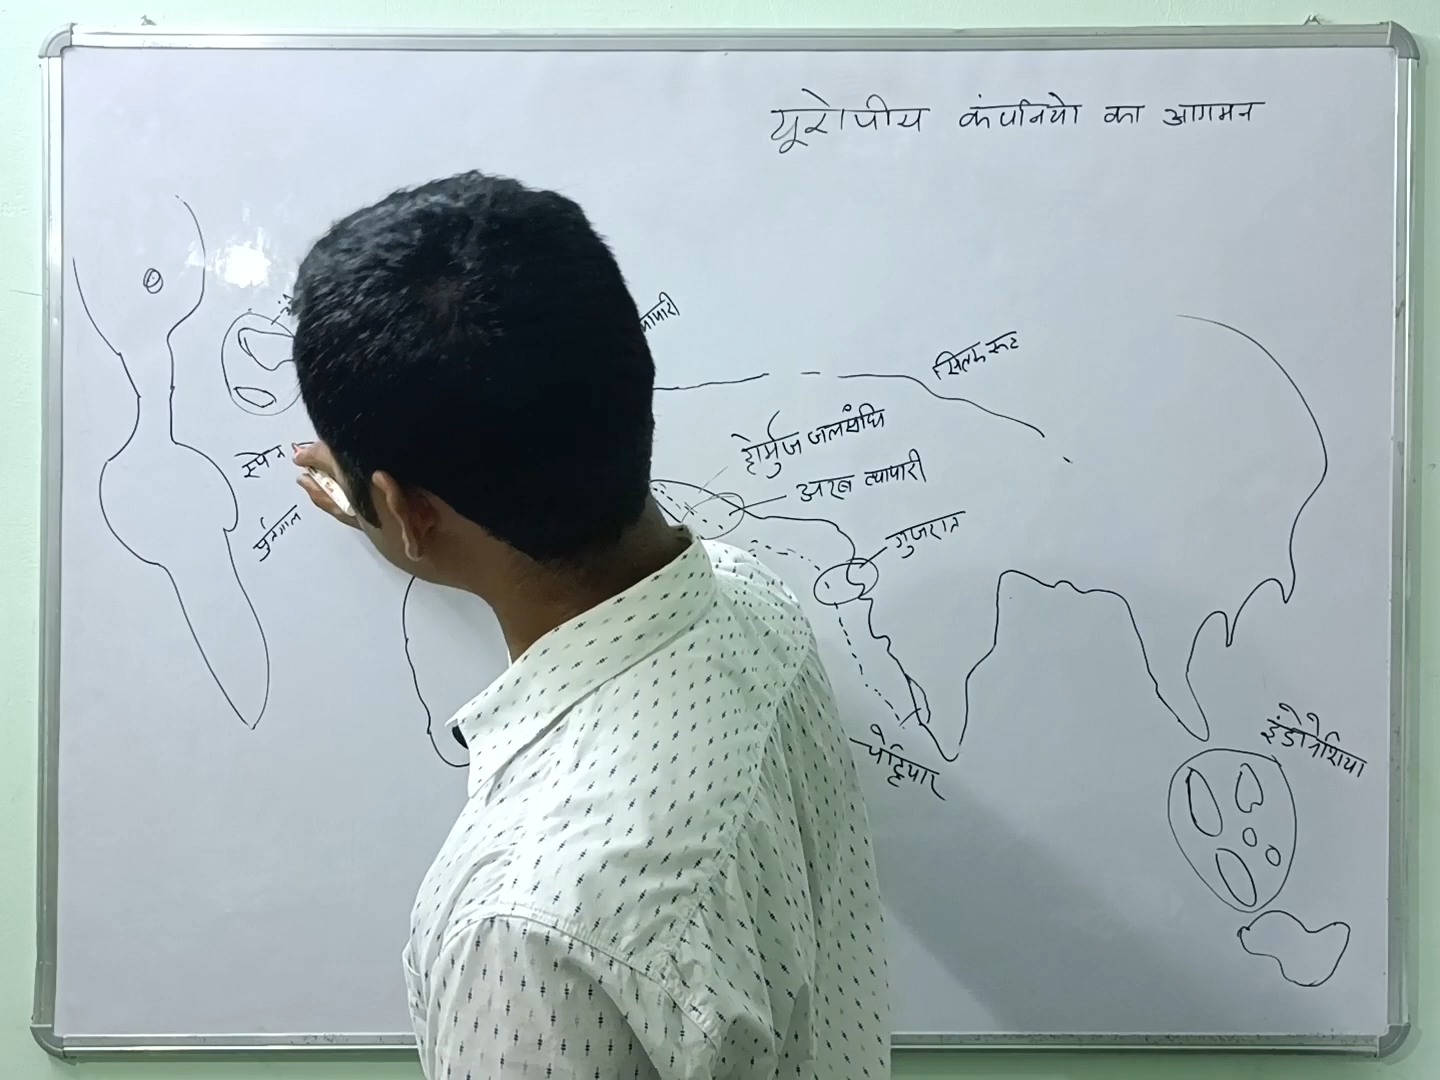 यूरोपीय कंपनियो का आगमन
सिल्क रूट
होर्मुज जलसंधि
अरब व्यापारी
स्पेन
गुजरात
पुर्तगाल
चेट्टियार
इंडोनेशिया